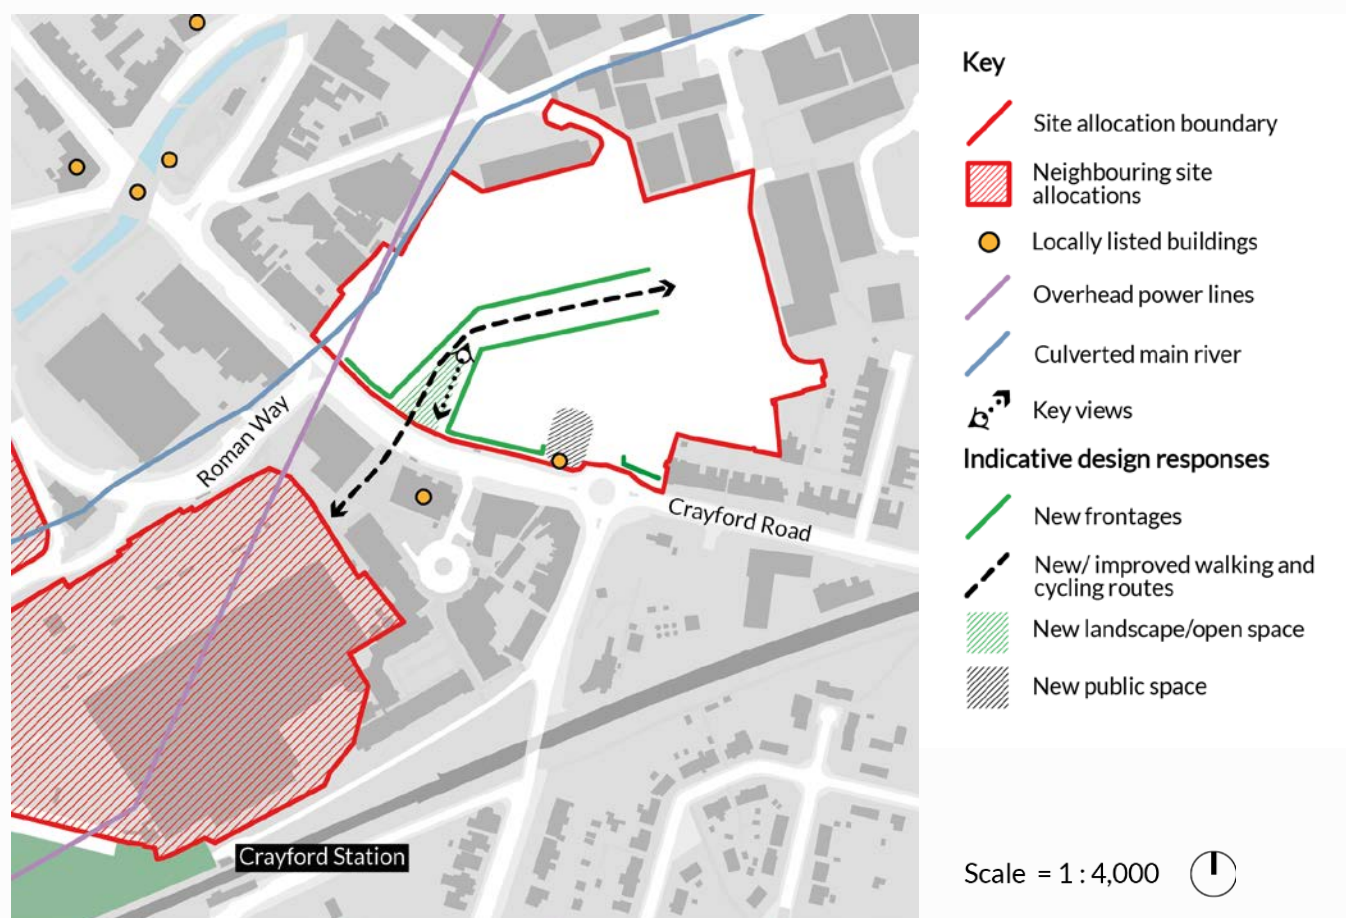 Key
Site allocation boundary
Neighbouring site
allocations
Locally listed buildings
Overhead power lines
Culverted main river
Key views
Indicative design responses
New frontages
New/ improved walking and
cycling routes
New landscape/open space
New public space
Roman Way
Crayford Road
Crayford Station
Scale = 1 : 4,000